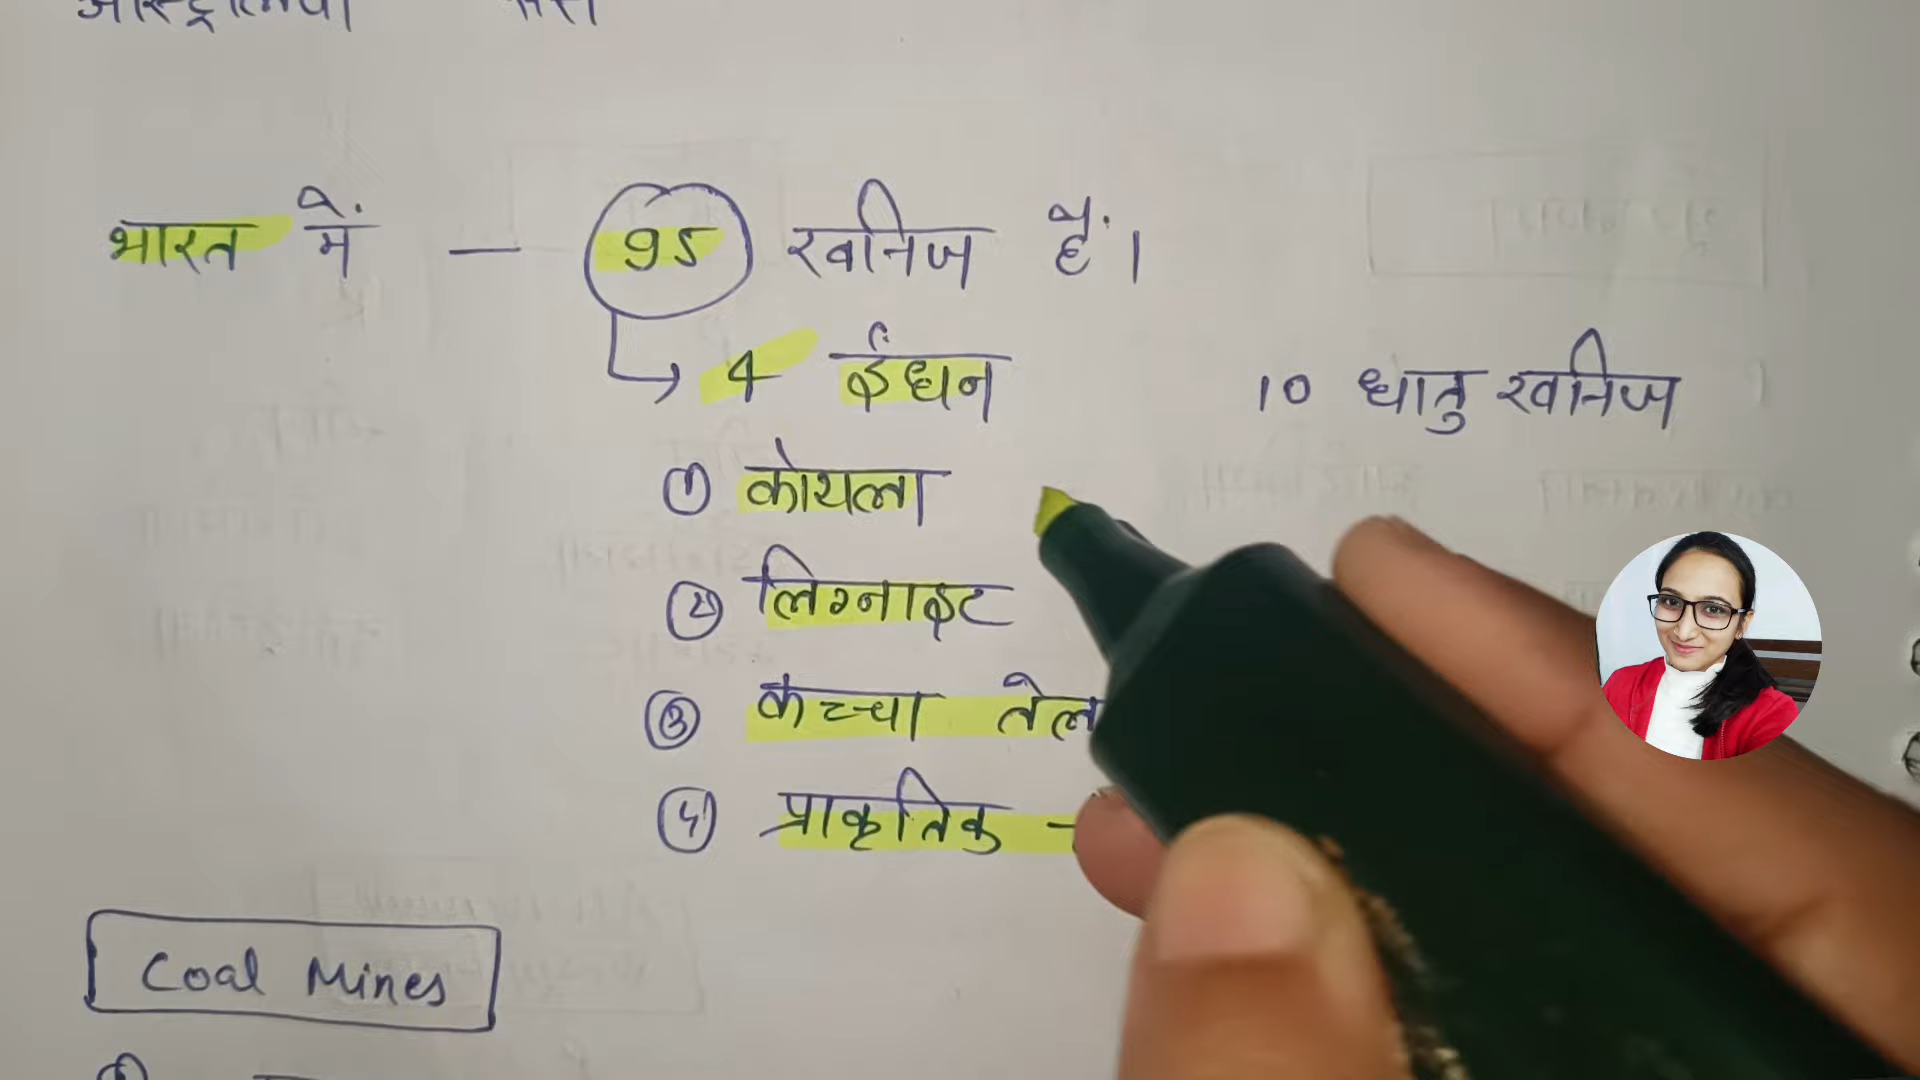 भारत में — 95 खनिज हैं।
→ 4 ईंधन 10 धातु खनिज
① कोयला
② लिग्नाइट
③ कच्चा तेल
④ प्राकृतिक
Coal Mines